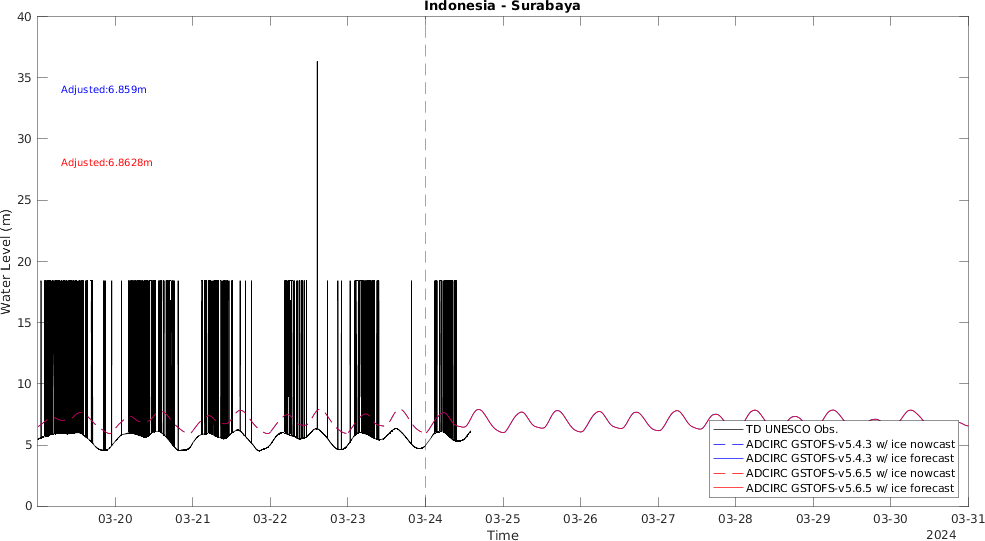 Indonesia - Surabaya
40
35
30
25
20
15
10
5
0
Water Level (m)
Adjusted:6.859m
Adjusted:6.8628m
TD UNESCO Obs.
ADCIRC GSTOFS-v5.4.3 w/ ice nowcast
ADCIRC GSTOFS-v5.4.3 w/ ice forecast
ADCIRC GSTOFS-v5.6.5 w/ ice nowcast
ADCIRC GSTOFS-v5.6.5 w/ ice forecast
03-20 03-21 03-22 03-23 03-24 03-25 03-26 03-27 03-28 03-29 03-30 03-31
Time
2024